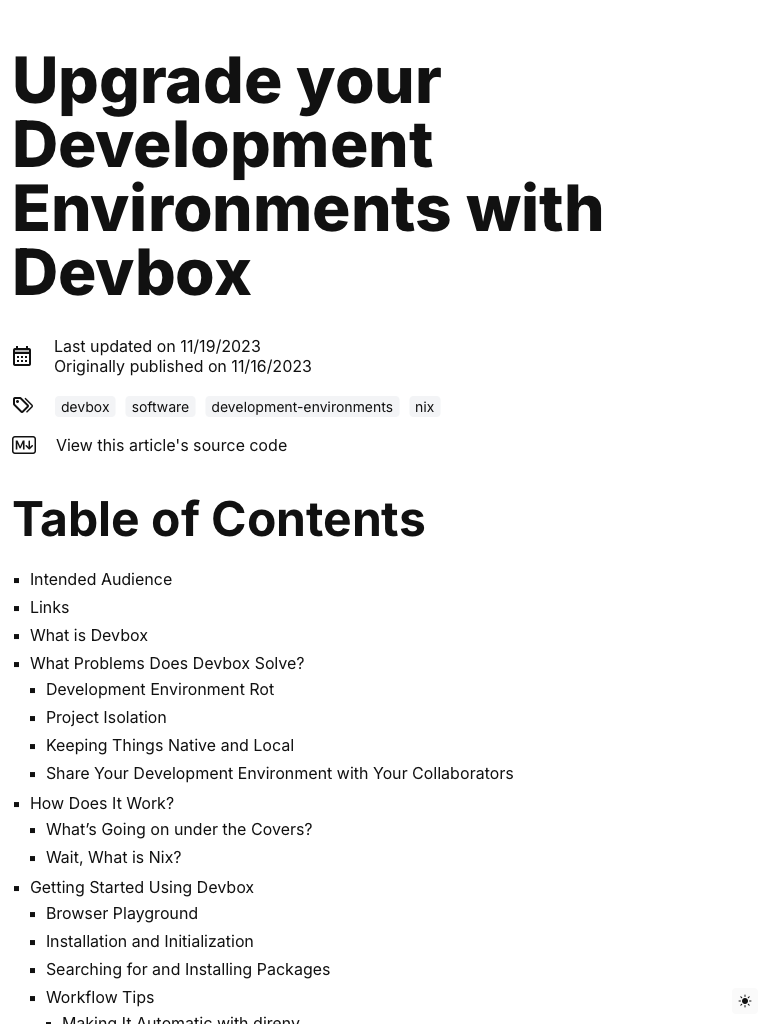 Upgrade your
Development
Environments with
Devbox
Last updated on 11/19/2023
Originally published on 11/16/2023
devbox software development-environments nix
View this article's source code
Table of Contents
Intended Audience
Links
What is Devbox
What Problems Does Devbox Solve?
Development Environment Rot
Project Isolation
Keeping Things Native and Local
Share Your Development Environment with Your Collaborators
How Does It Work?
What’s Going on under the Covers?
Wait, What is Nix?
Getting Started Using Devbox
Browser Playground
Installation and Initialization
Searching for and Installing Packages
Workflow Tips
Making It Automatic with direnv